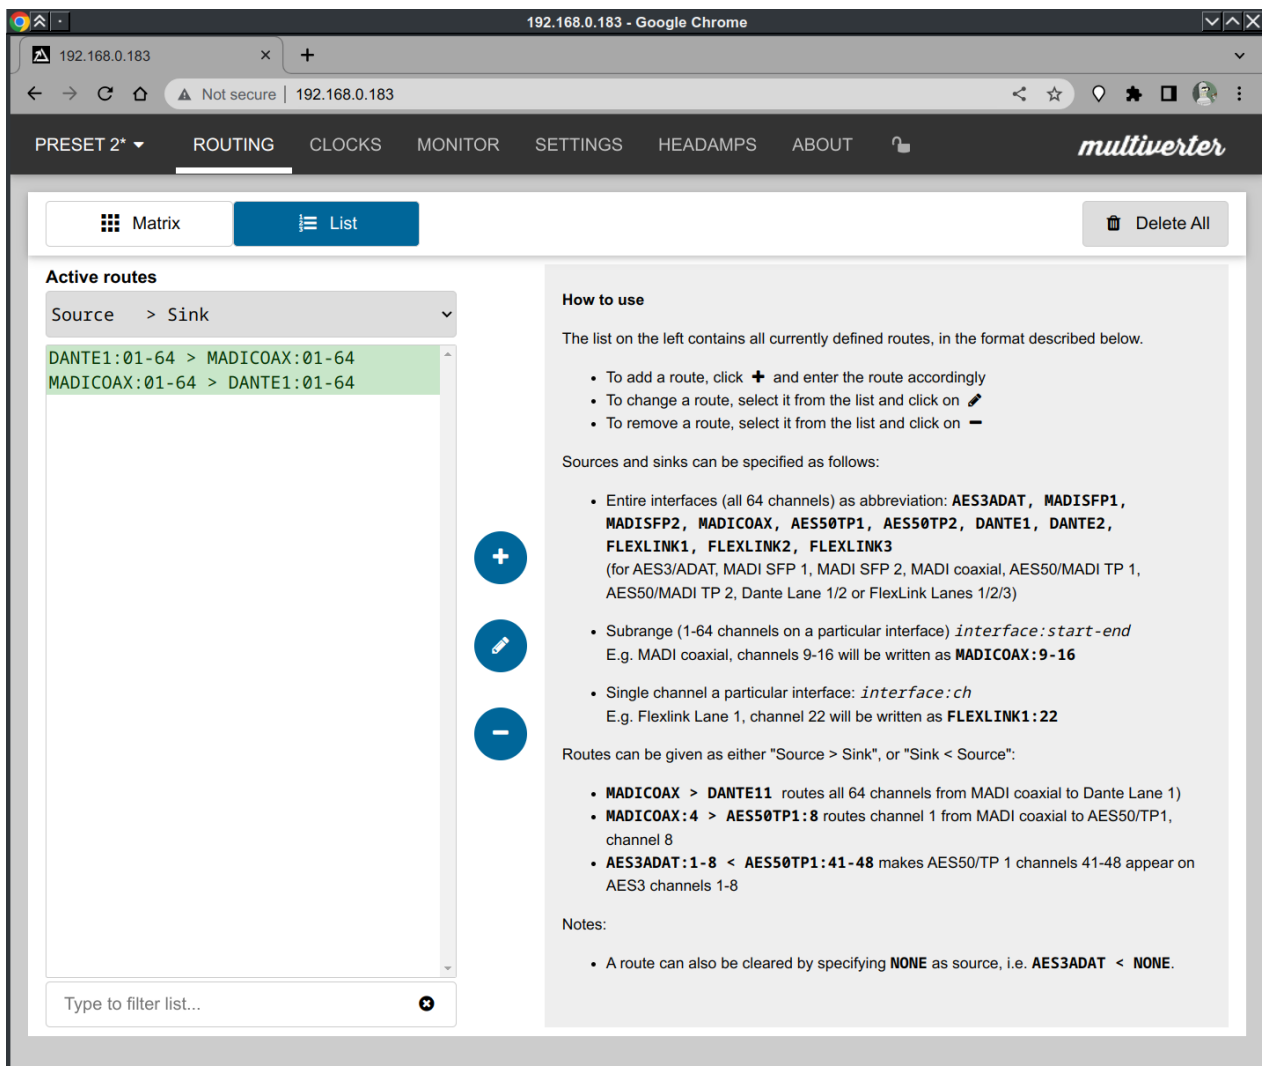 192.168.0.183 - Google Chrome
192.168.0.183
Not secure | 192.168.0.183
PRESET 2* ROUTING CLOCKS MONITOR SETTINGS HEADAMPS ABOUT multiverter
Matrix List Delete All
Active routes
Source > Sink
DANTE1:01-64 > MADICOAX:01-64
MADICOAX:01-64 > DANTE1:01-64
Type to filter list...
How to use
The list on the left contains all currently defined routes, in the format described below.
• To add a route, click + and enter the route accordingly
• To change a route, select it from the list and click on
• To remove a route, select it from the list and click on −
Sources and sinks can be specified as follows:
• Entire interfaces (all 64 channels) as abbreviation: AES3ADAT, MADISFP1,
MADISFP2, MADICOAX, AES50TP1, AES50TP2, DANTE1, DANTE2,
FLEXLINK1, FLEXLINK2, FLEXLINK3
(for AES3/ADAT, MADI SFP 1, MADI SFP 2, MADI coaxial, AES50/MADI TP 1,
AES50/MADI TP 2, Dante Lane 1/2 or FlexLink Lanes 1/2/3)
• Subrange (1-64 channels on a particular interface) interface:start-end
E.g. MADI coaxial, channels 9-16 will be written as MADICOAX:9-16
• Single channel a particular interface: interface:ch
E.g. Flexlink Lane 1, channel 22 will be written as FLEXLINK1:22
Routes can be given as either "Source > Sink", or "Sink < Source":
• MADICOAX > DANTE11 routes all 64 channels from MADI coaxial to Dante Lane 1)
• MADICOAX:4 > AES50TP1:8 routes channel 1 from MADI coaxial to AES50/TP1,
channel 8
• AES3ADAT:1-8 < AES50TP1:41-48 makes AES50/TP 1 channels 41-48 appear on
AES3 channels 1-8
Notes:
• A route can also be cleared by specifying NONE as source, i.e. AES3ADAT < NONE.